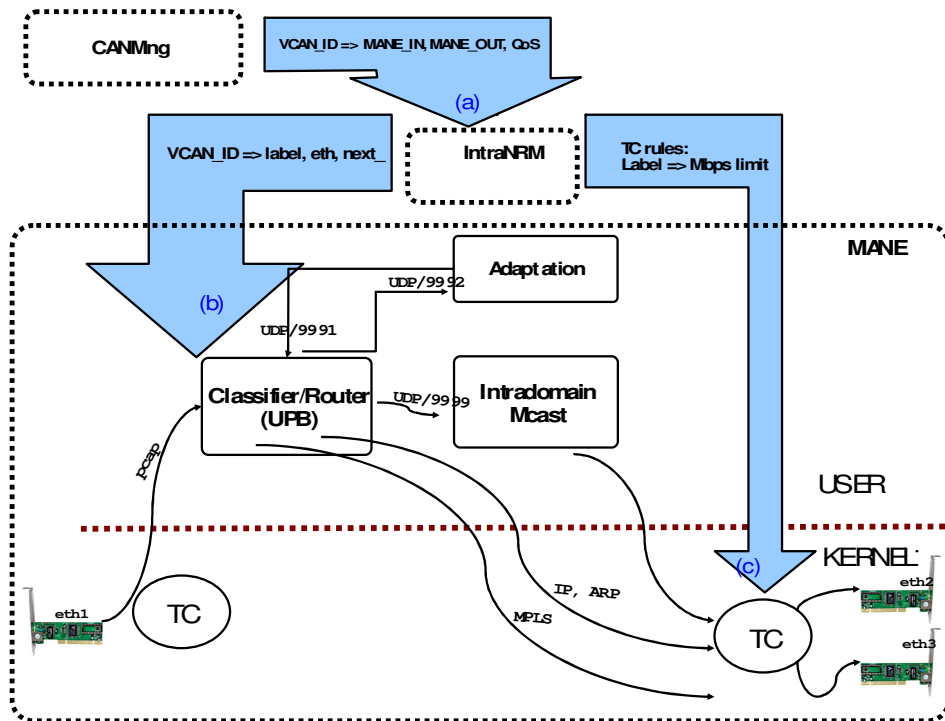 CANMng
VCAN_ID => MANE_IN, MANE_OUT, QoS
(a)
VCAN_ID => label, eth, next_
IntraNRM
TC rules:
Label => Mbps limit
MANE
Adaptation
UDP/9992
(b)
UDP/9991
Classifier/Router
(UPB)
UDP/9999
Intradomain
Mcast
pcap
USER
KERNEL:
(c)
eth1
TC
IP, ARP
MPLS
TC
eth2
eth3